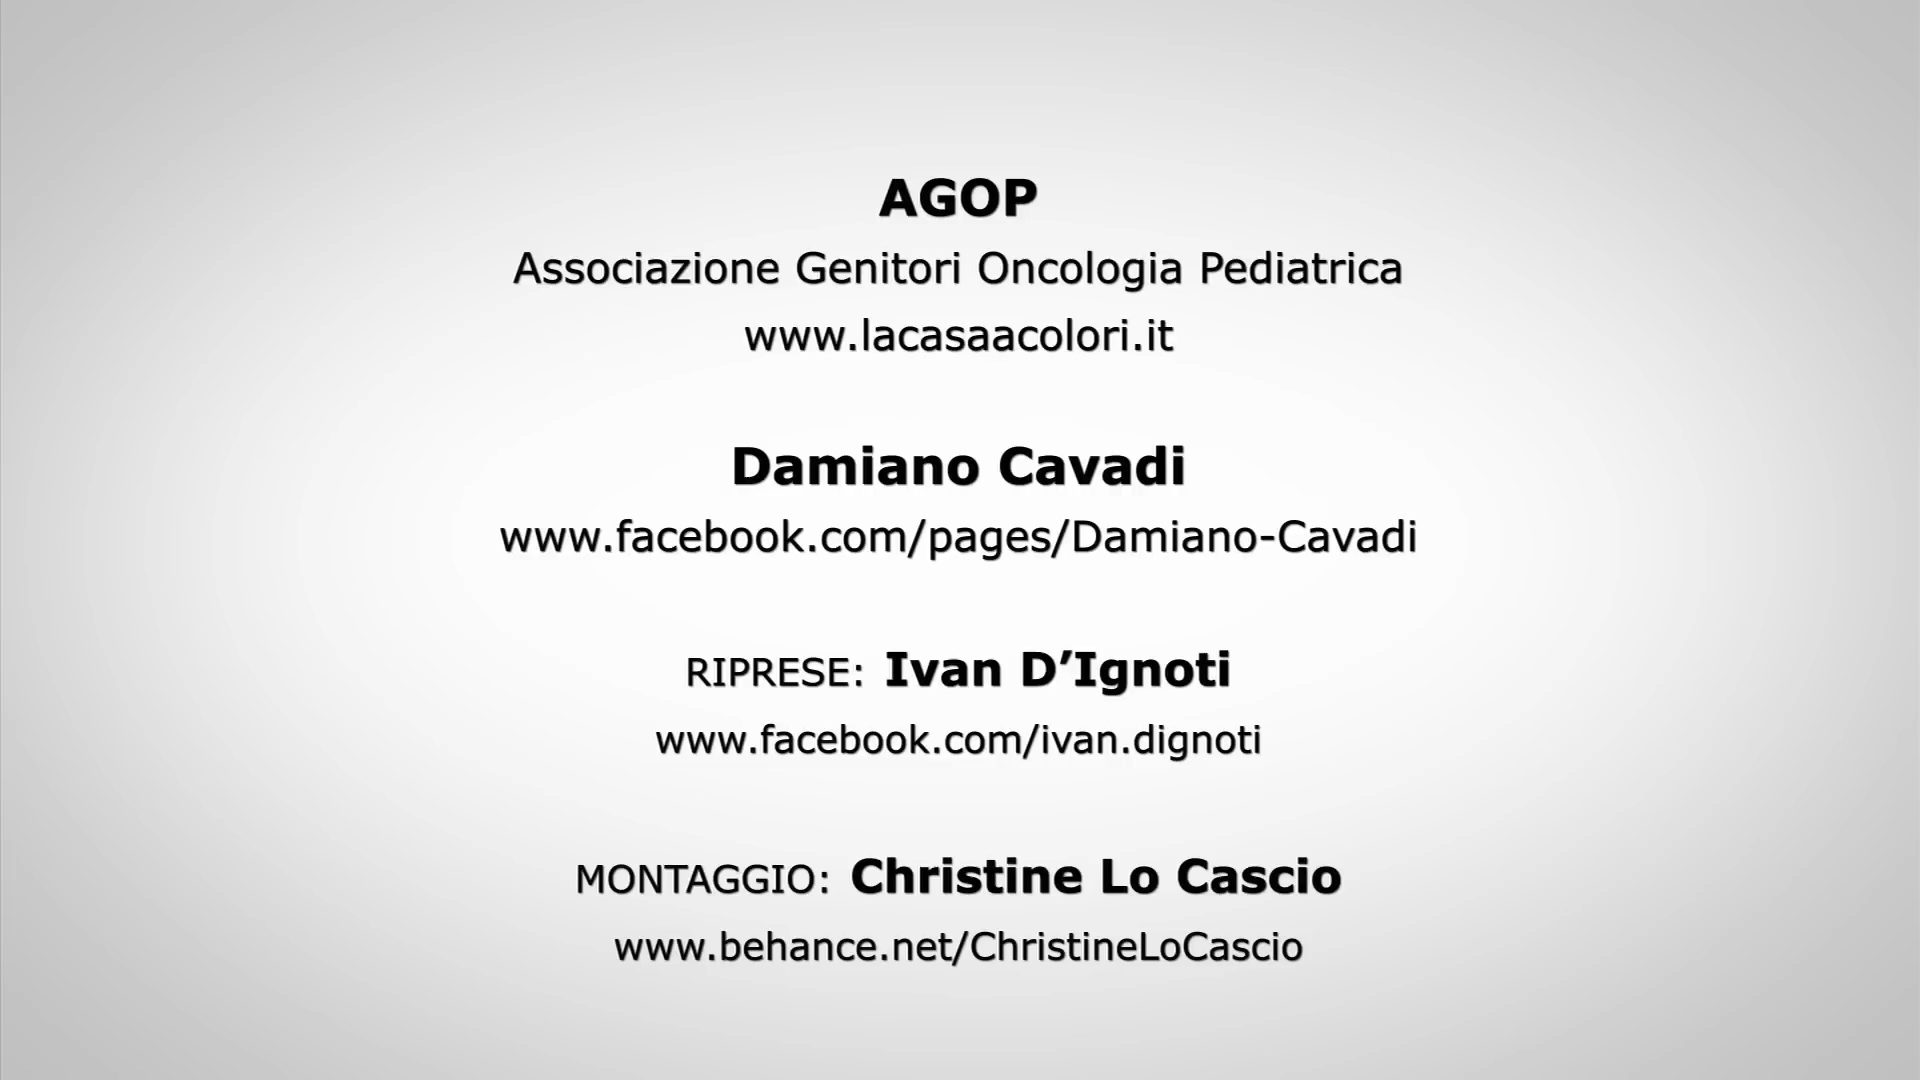 AGOP
Associazione Genitori Oncologia Pediatrica
www.lacasaacolori.it
Damiano Cavadi
www.facebook.com/pages/Damiano-Cavadi
RIPRESE: Ivan D’Ignoti
www.facebook.com/ivan.dignoti
MONTAGGIO: Christine Lo Cascio
www.behance.net/ChristineLoCascio